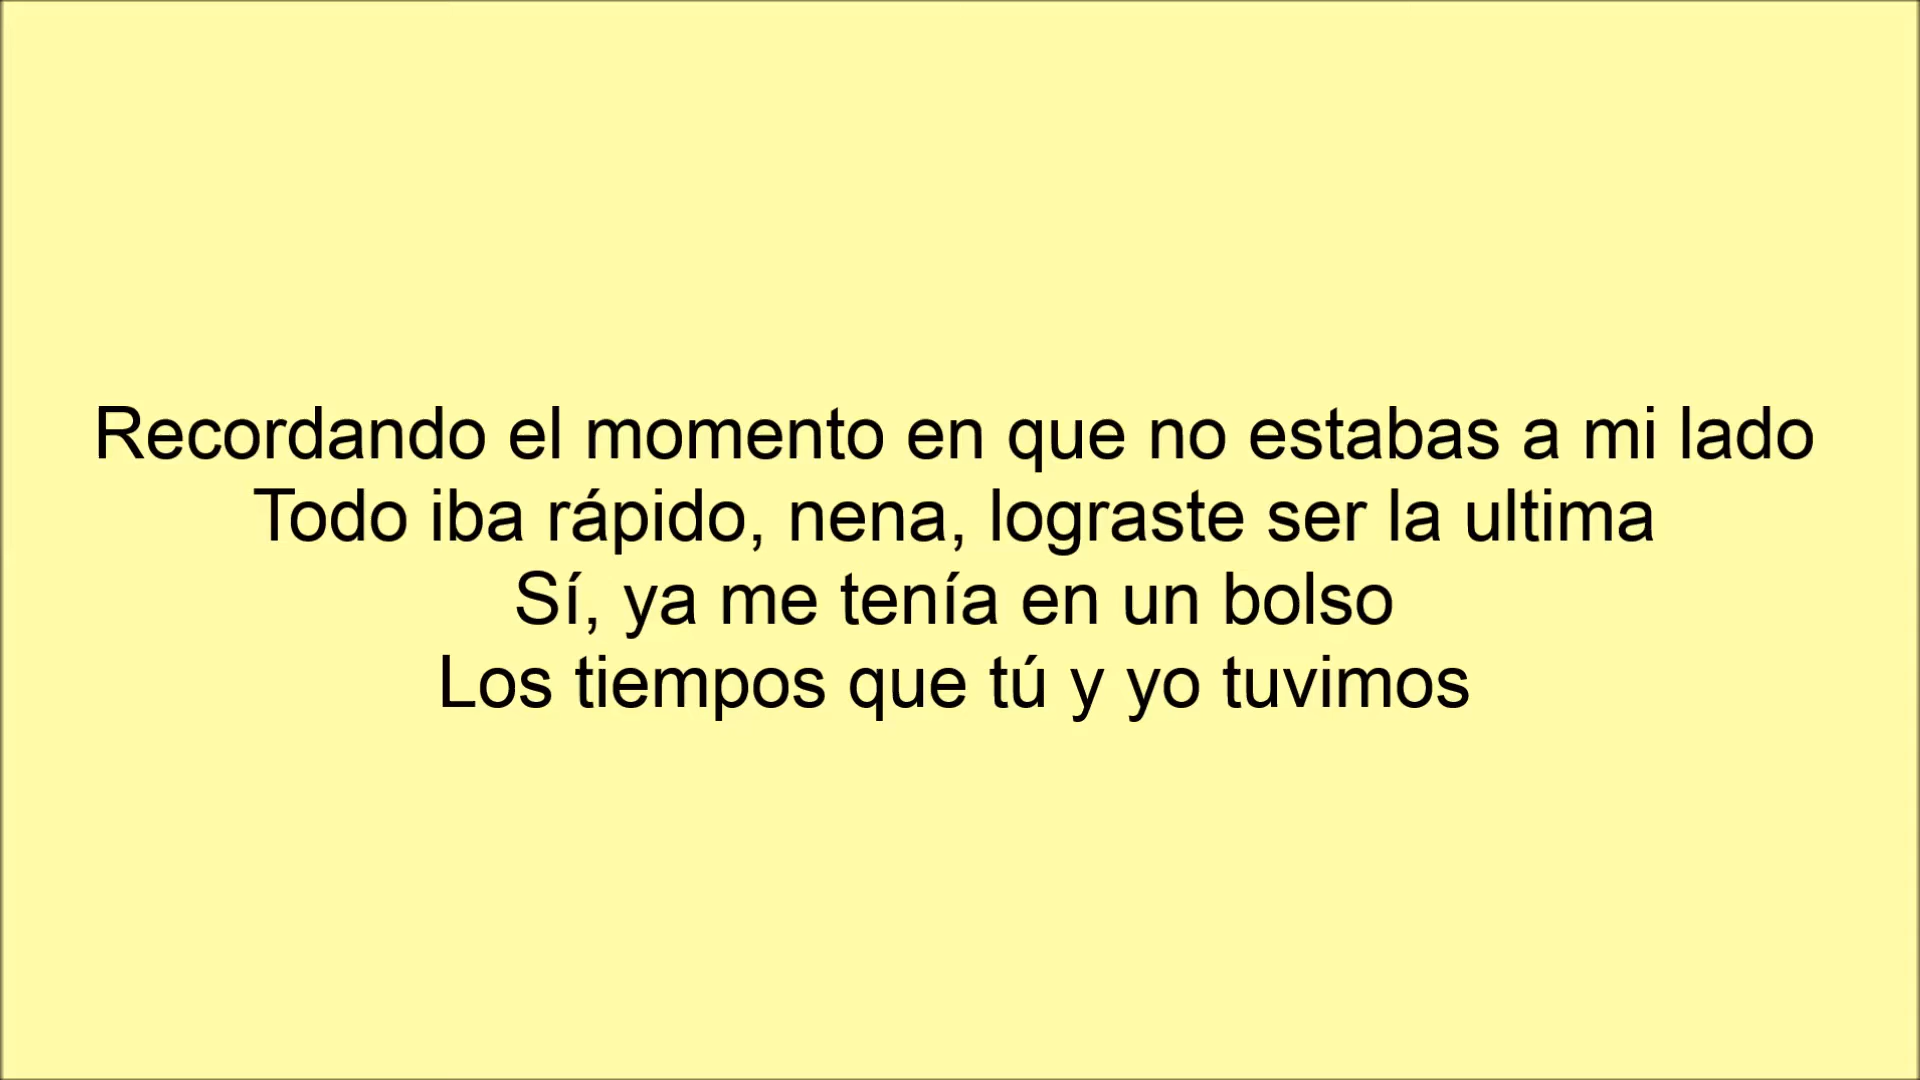 Recordando el momento en que no estabas a mi lado
Todo iba rápido, nena, lograste ser la ultima
Sí, ya me tenía en un bolso
Los tiempos que tú y yo tuvimos